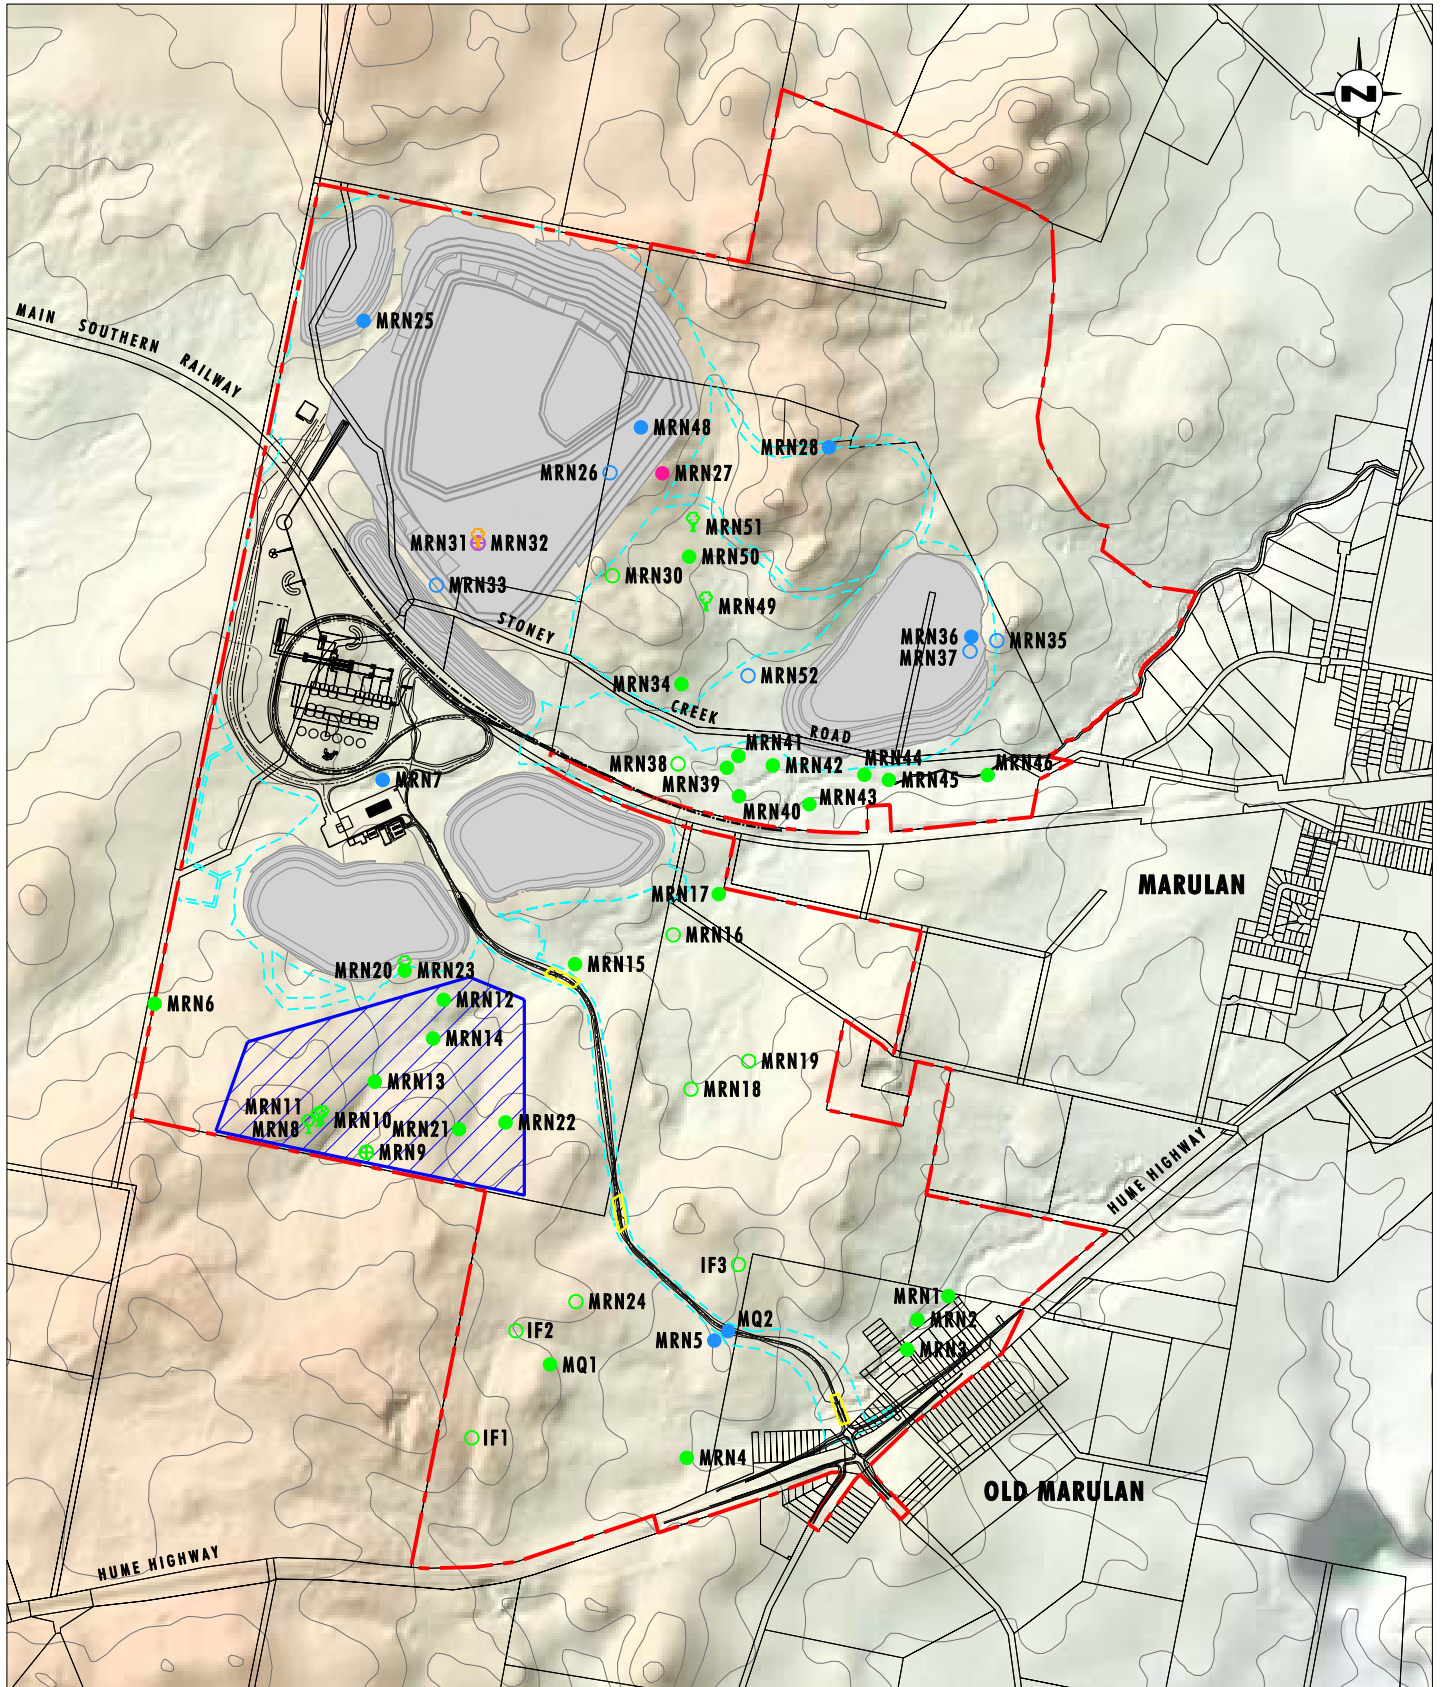 N
MRN25
MAIN SOUTHERN RAILWAY
MRN48
MRN28
MRN26
MRN27
MRN51
MRN31
MRN32
MRN50
MRN33
MRN30
MRN49
STONEY
MRN36
MRN35
MRN37
MRN52
MRN34
CREEK
ROAD
MRN41
MRN38
MRN42
MRN44
MRN46
MRN39
MRN45
MRN7
MRN40
MRN43
MARULAN
MRN17
MRN16
MRN15
MRN20
MRN23
MRN6
MRN12
MRN14
MRN19
MRN13
MRN18
MRN11
MRN10
MRN8
MRN21
MRN22
MRN9
HUME HIGHWAY
IF3
MRN1
MRN24
MRN2
IF2
MQ2
MRN5
MRN3
MQ1
IF1
MRN4
OLD MARULAN
HUME HIGHWAY